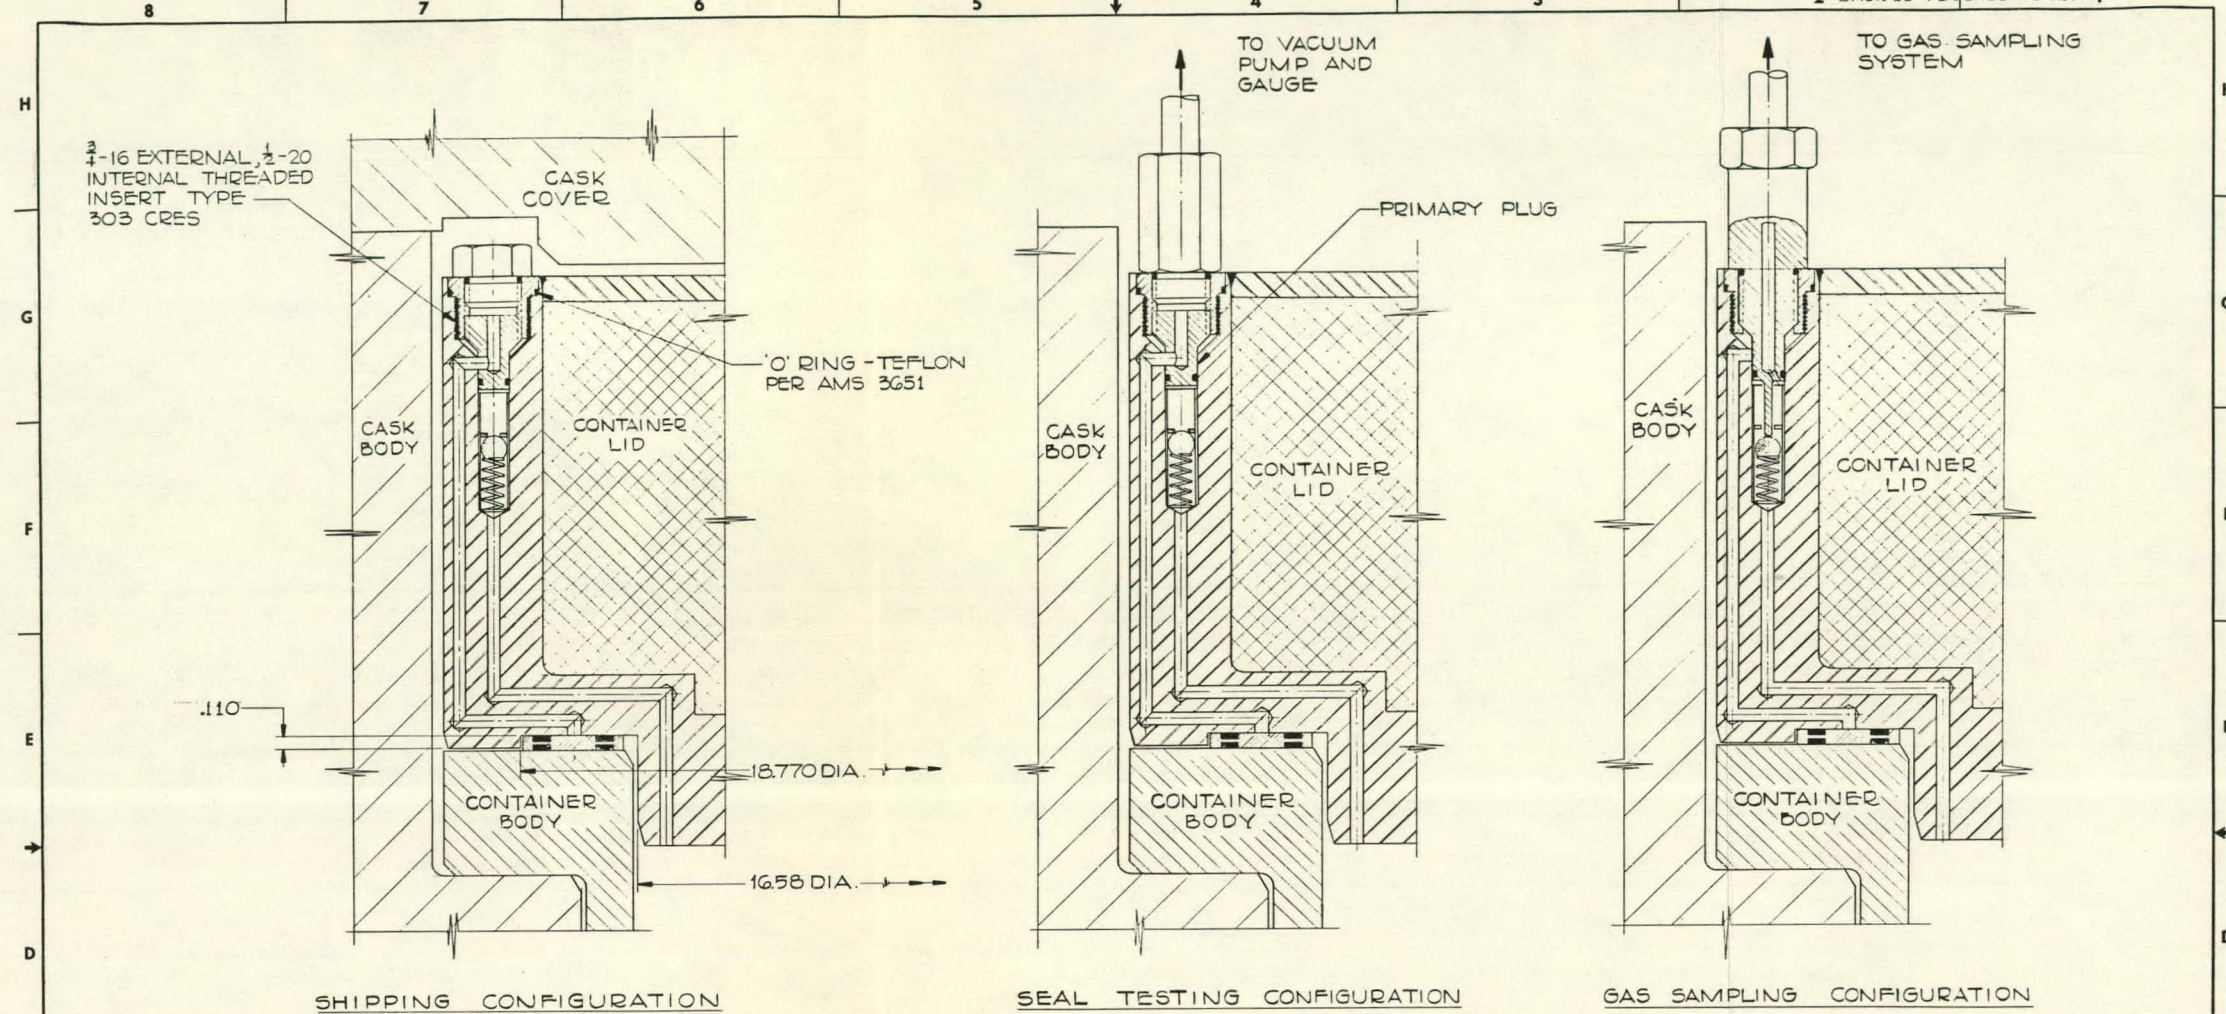 8 7 6 5 4 3
H
G
F
E
D
TO VACUUM
PUMP AND
GAUGE
TO GAS SAMPLING
SYSTEM
3/4-16 EXTERNAL, 1/2-20
INTERNAL THREADED
INSERT TYPE
303 CRES
CASK
COVER
PRIMARY PLUG
'O' RING - TEFLON
PER AMS 3651
CASK
BODY
CONTAINER
LID
CASK
BODY
CONTAINER
LID
CASK
BODY
CONTAINER
LID
.110
18.770 DIA.
CONTAINER
BODY
16.58 DIA.
CONTAINER
BODY
CONTAINER
BODY
SHIPPING CONFIGURATION
SEAL TESTING CONFIGURATION
GAS SAMPLING CONFIGURATION